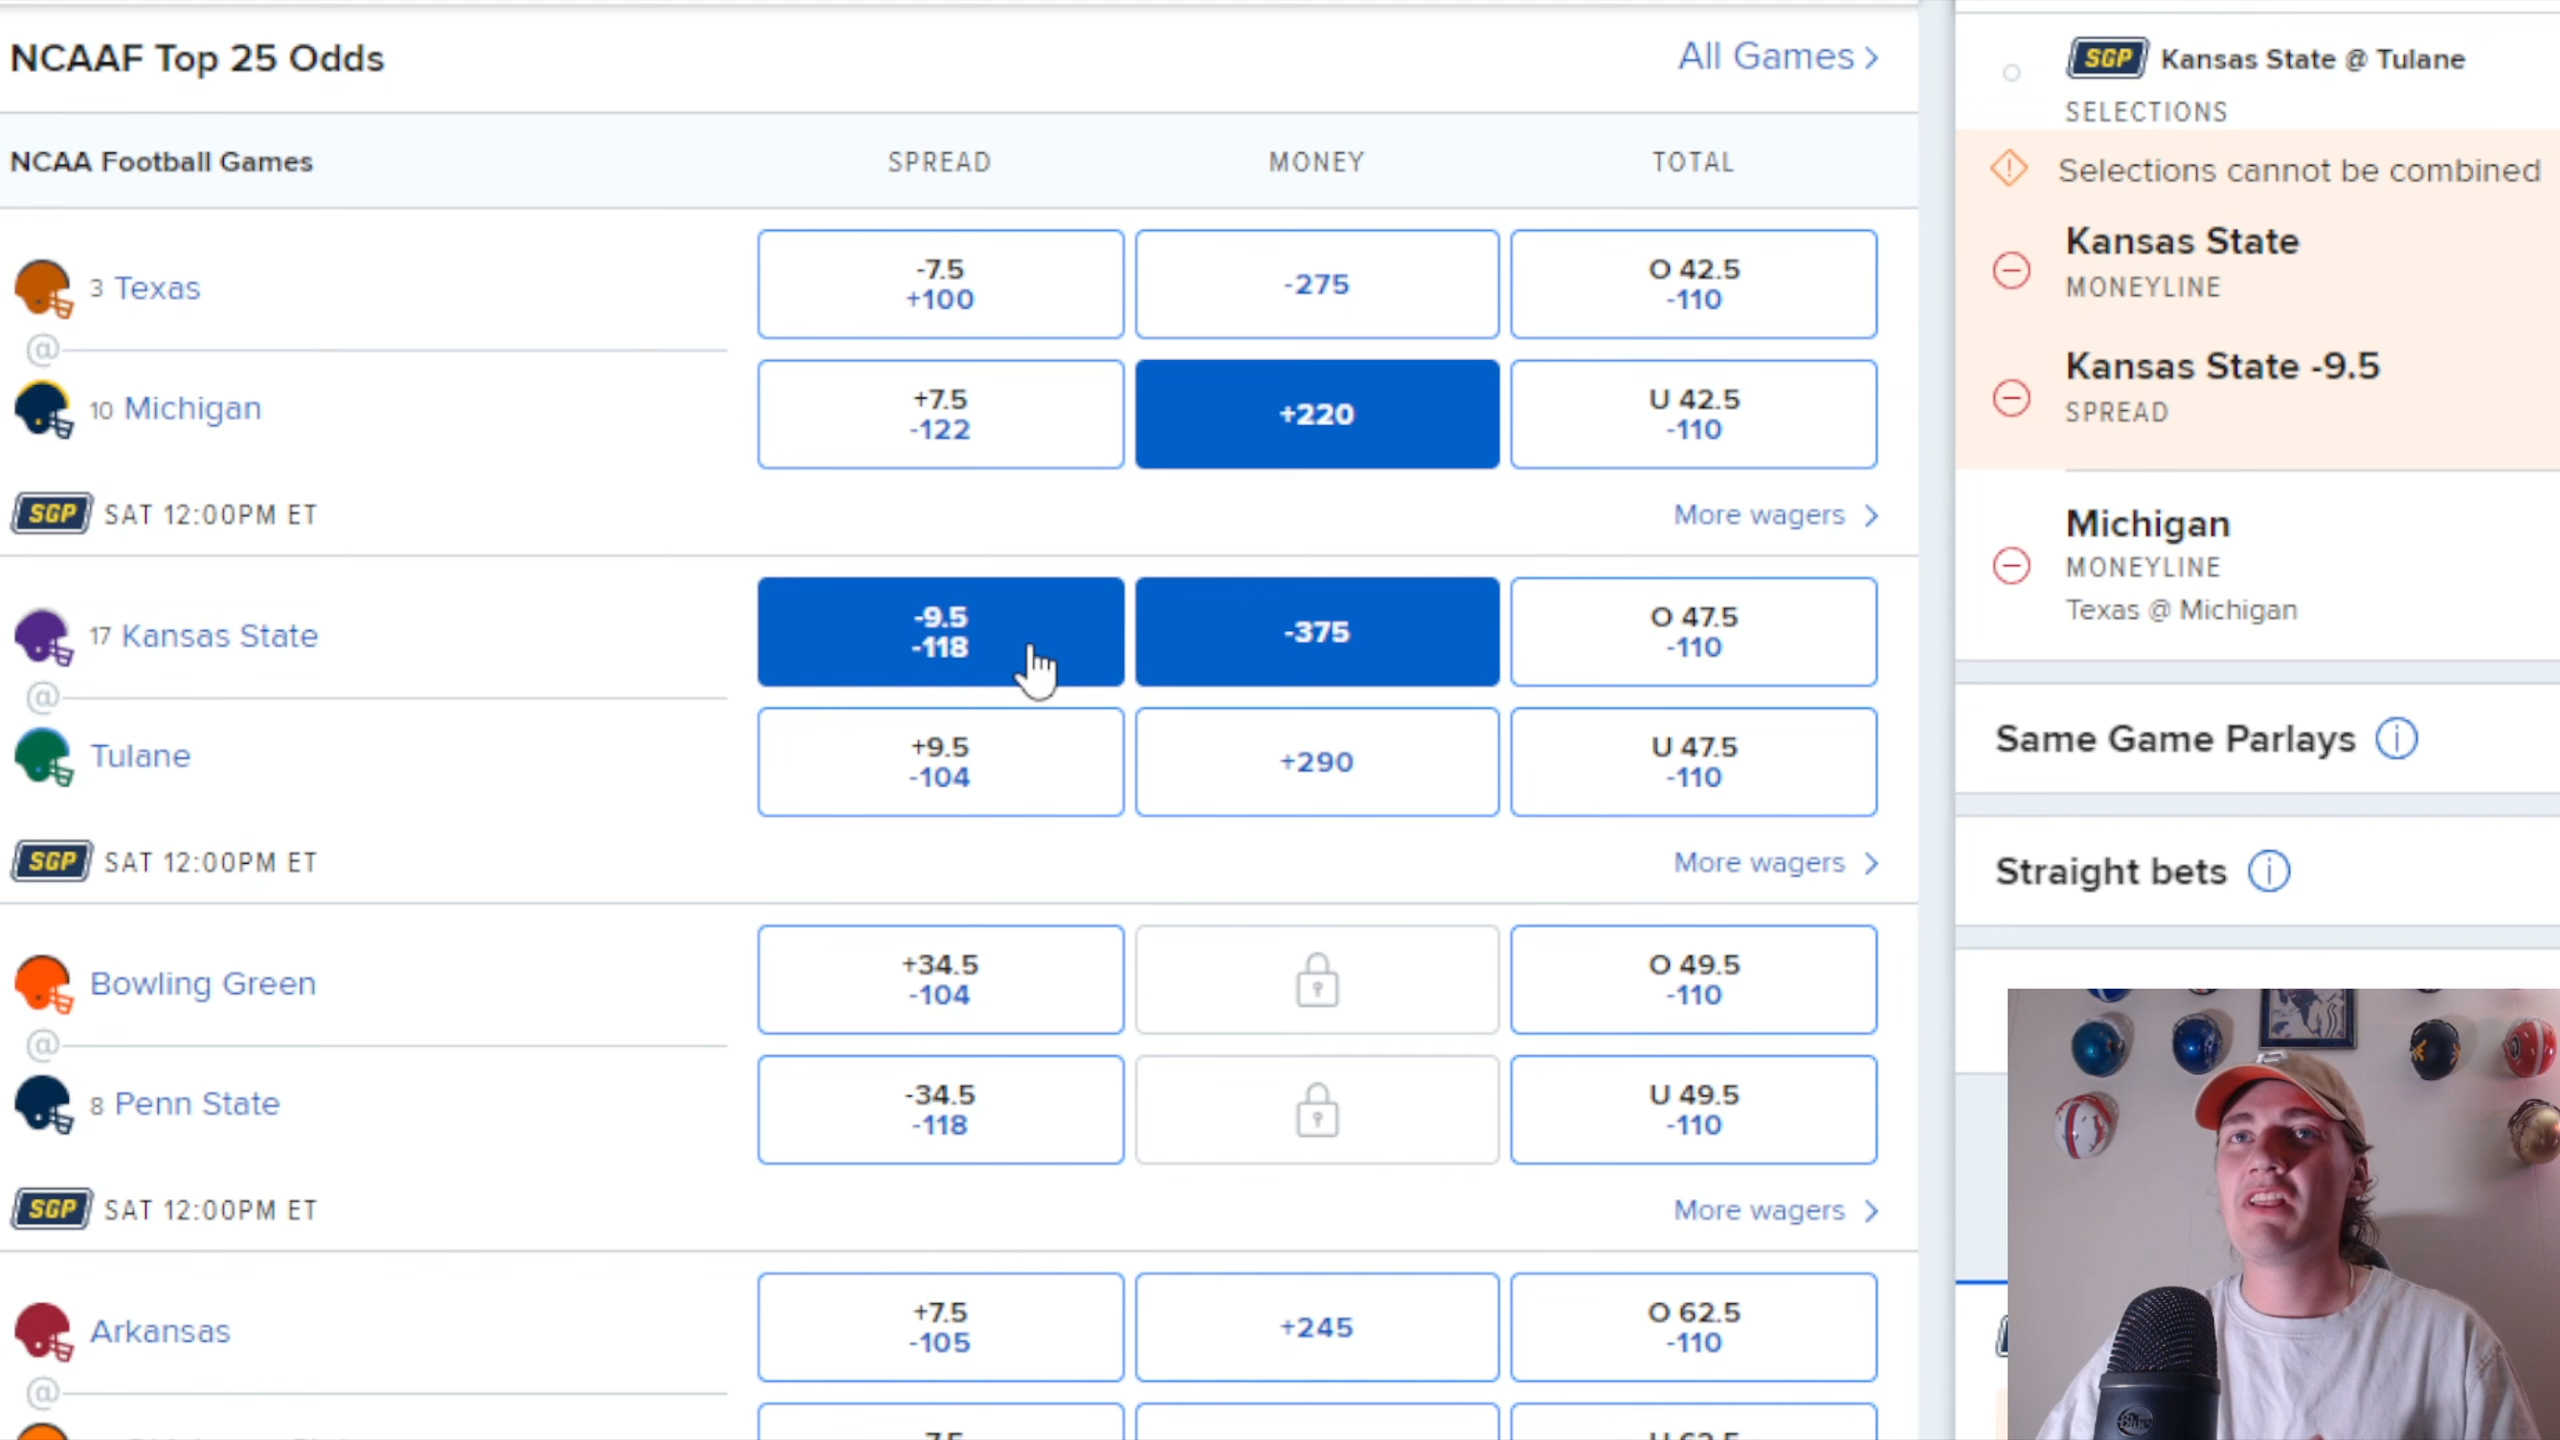 NCAAF Top 25 Odds
All Games >
NCAA Football Games
SPREAD
MONEY
TOTAL
3 Texas
-7.5
+100
-275
O 42.5
-110
@
10 Michigan
+7.5
-122
+220
U 42.5
-110
SGP SAT 12:00PM ET
More wagers >
17 Kansas State
-9.5
-118
-375
O 47.5
-110
@
Tulane
+9.5
-104
+290
U 47.5
-110
SGP SAT 12:00PM ET
More wagers >
Bowling Green
+34.5
-104
O 49.5
-110
@
8 Penn State
-34.5
-118
U 49.5
-110
SGP SAT 12:00PM ET
More wagers >
Arkansas
+7.5
-105
+245
O 62.5
-110
@
SGP Kansas State @ Tulane
SELECTIONS
Selections cannot be combined
Kansas State
MONEYLINE
Kansas State -9.5
SPREAD
Michigan
MONEYLINE
Texas @ Michigan
Same Game Parlays
Straight bets
Blue